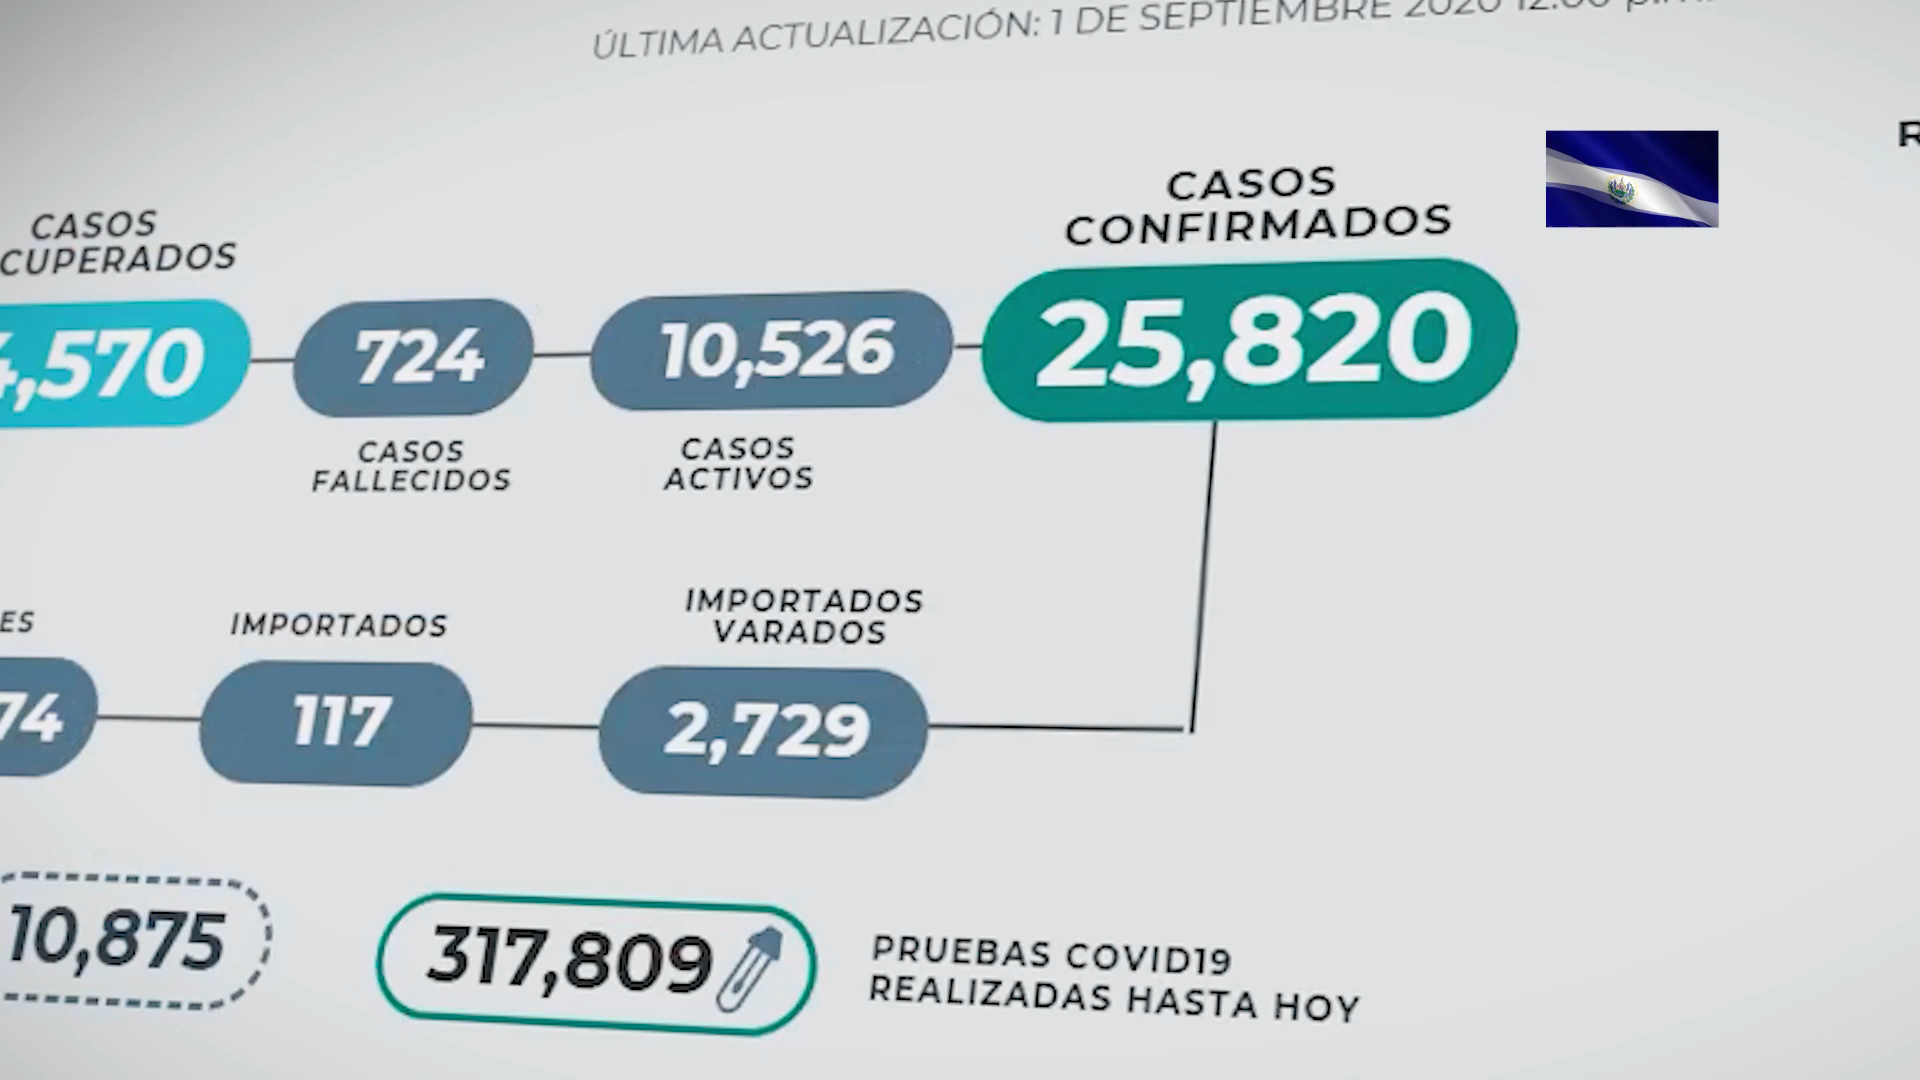 ÚLTIMA ACTUALIZACIÓN: 1 DE SEPTIEMBRE 2020 12:00 p.m.
CASOS
CUPERADOS
4,570
724
CASOS
FALLECIDOS
10,526
CASOS
ACTIVOS
CASOS
CONFIRMADOS
25,820
R
ES
74
IMPORTADOS
117
IMPORTADOS
VARADOS
2,729
10,875
317,809
PRUEBAS COVID19
REALIZADAS HASTA HOY